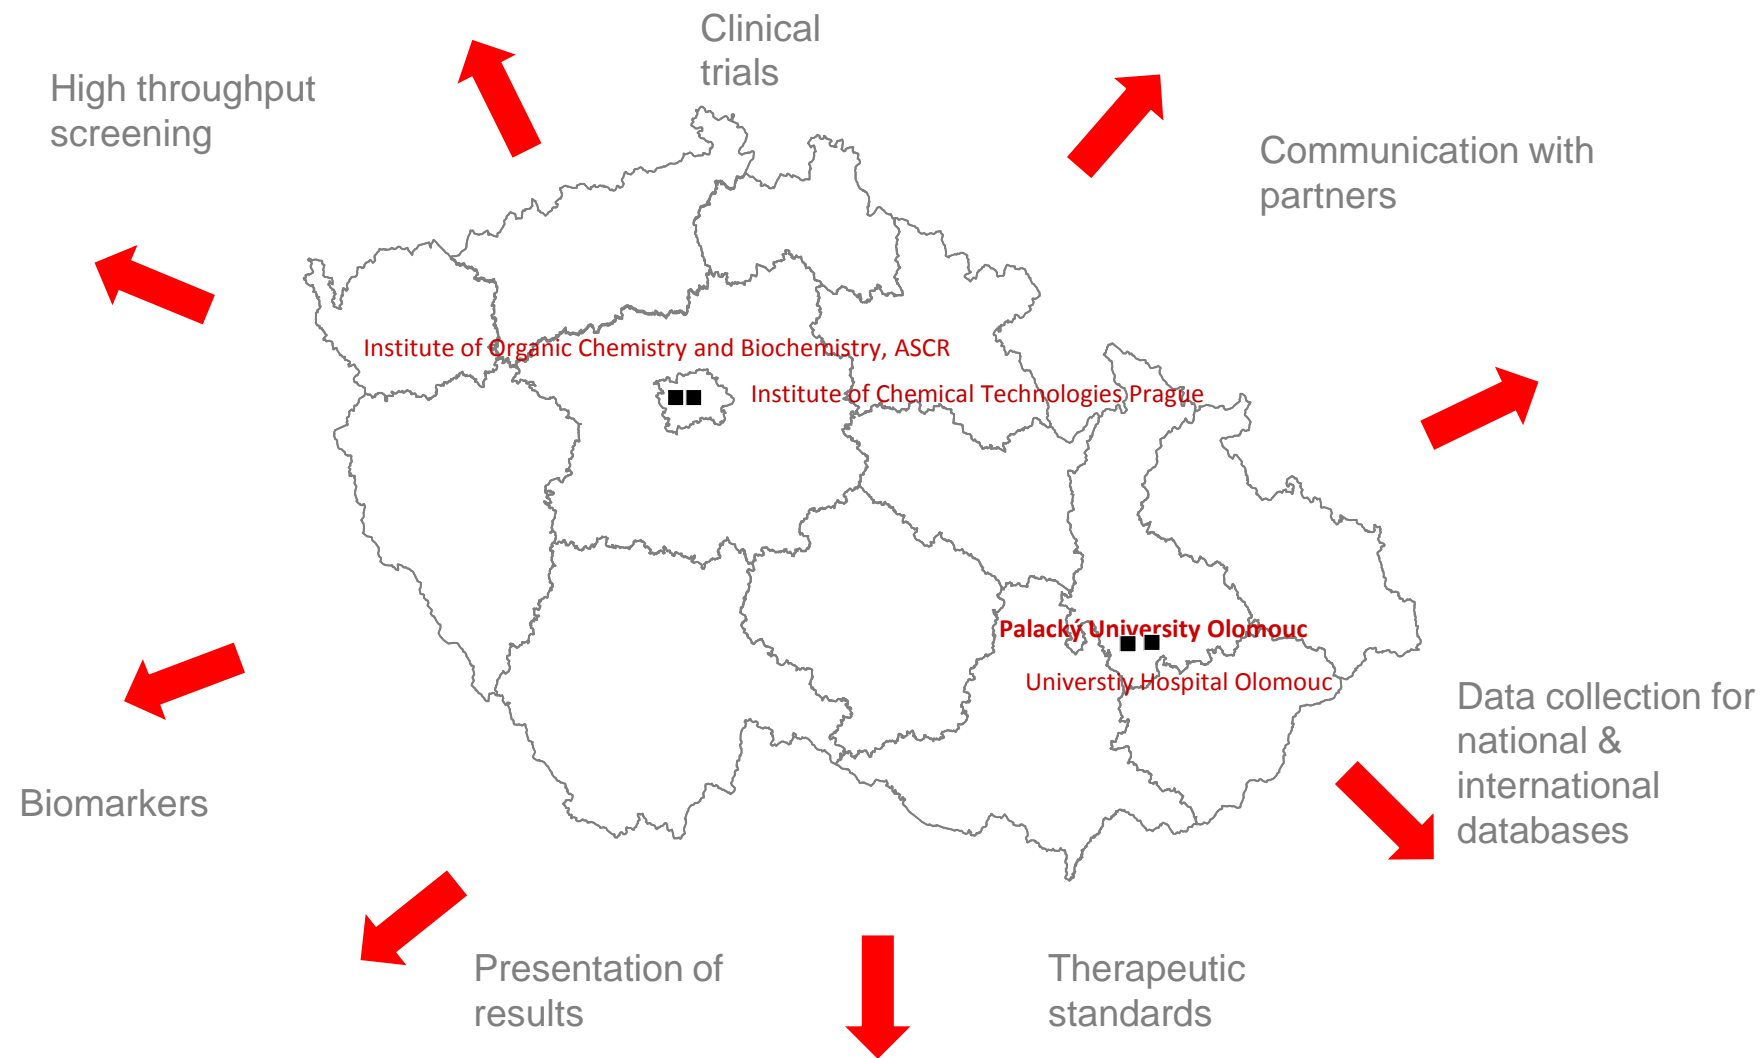 Clinical
trials
High throughput
screening
Communication with
partners
Institute of Organic Chemistry and Biochemistry, ASCR
Institute of Chemical Technologies Prague
Palacký University Olomouc
Universtiy Hospital Olomouc
Data collection for
national &
international
databases
Biomarkers
Presentation of
results
Therapeutic
standards